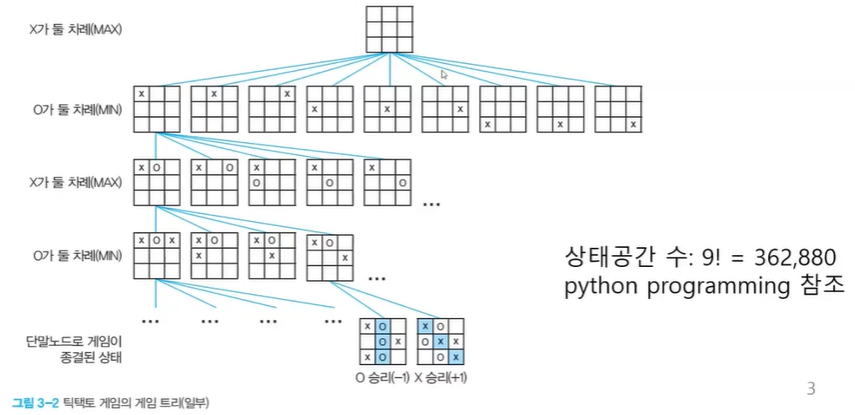 X가 둘 차례(MAX)
x x x
O가 둘 차례(MIN)
x x x
x x x
X가 둘 차례(MAX)
x O x O x x x
O O O
...
O가 둘 차례(MIN)
x O x x O x O x O
x x x
...
상태공간 수: 9! = 362,880
python programming 참조
... ... ... ...
단말노드로 게임이
종결된 상태
x O x O
O x O x x
x O O x
O 승리(-1) X 승리(+1)
3
그림 3-2 틱택토 게임의 게임 트리(일부)